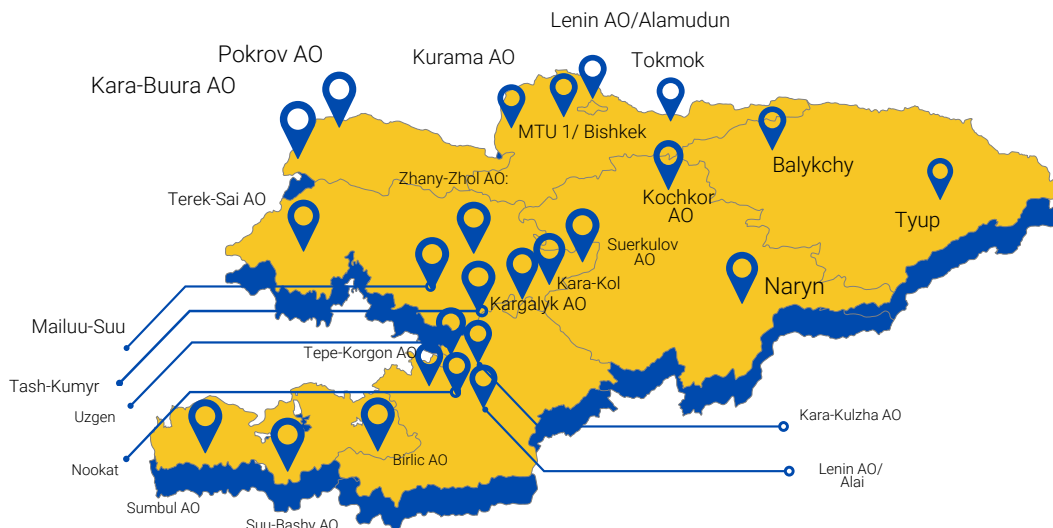 Lenin AO/Alamudun
Pokrov AO
Kurama AO
Tokmok
Kara-Buura AO
MTU 1/ Bishkek
Balykchy
Zhany-Zhol AO:
Kochkor
AO
Terek-Sai AO
Tyup
Suerkulov
AO
Kara-Kol
Naryn
Kargalyk AO
Mailuu-Suu
Tepe-Korgon AO
Tash-Kumyr
Uzgen
Kara-Kulzha AO
Birlic AO
Nookat
Lenin AO/
Alai
Sumbul AO
Suu-Bashy AO